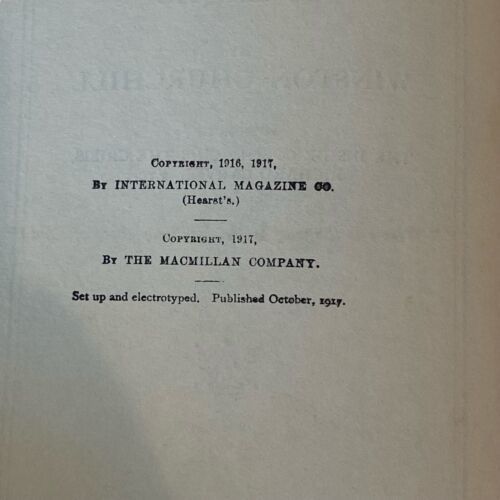 COPYRIGHT, 1916, 1917,
BY INTERNATIONAL MAGAZINE CO.
(Hearst's.)
COPYRIGHT, 1917,
BY THE MACMILLAN COMPANY.
Set up and electrotyped. Published October, 1917.